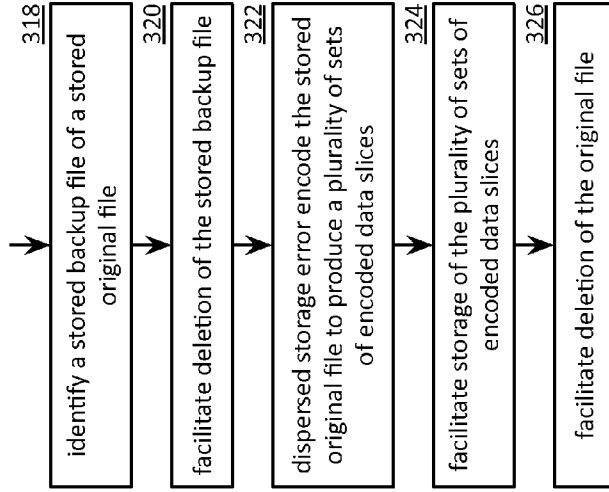 318
identify a stored backup file of a stored
original file
320
facilitate deletion of the stored backup file
322
dispersed storage error encode the stored
original file to produce a plurality of sets
of encoded data slices
324
facilitate storage of the plurality of sets of
encoded data slices
326
facilitate deletion of the original file